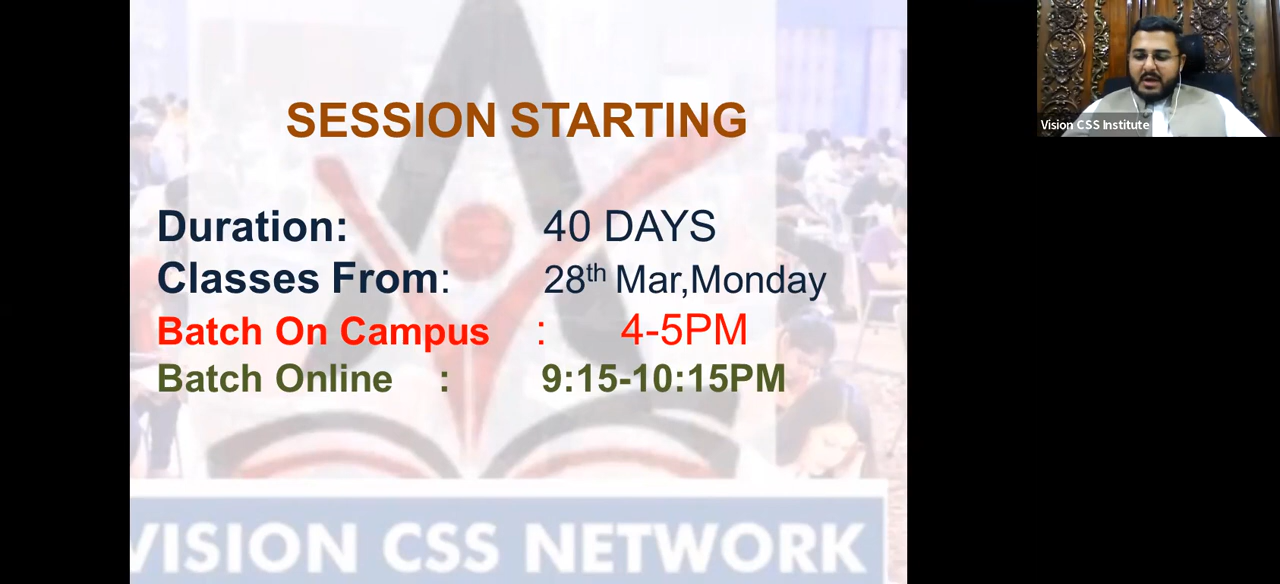 SESSION STARTING
Duration: 40 DAYS
Classes From: 28th Mar,Monday
Batch On Campus : 4-5PM
Batch Online : 9:15-10:15PM
VISION CSS NETWORK
Vision CSS Institute